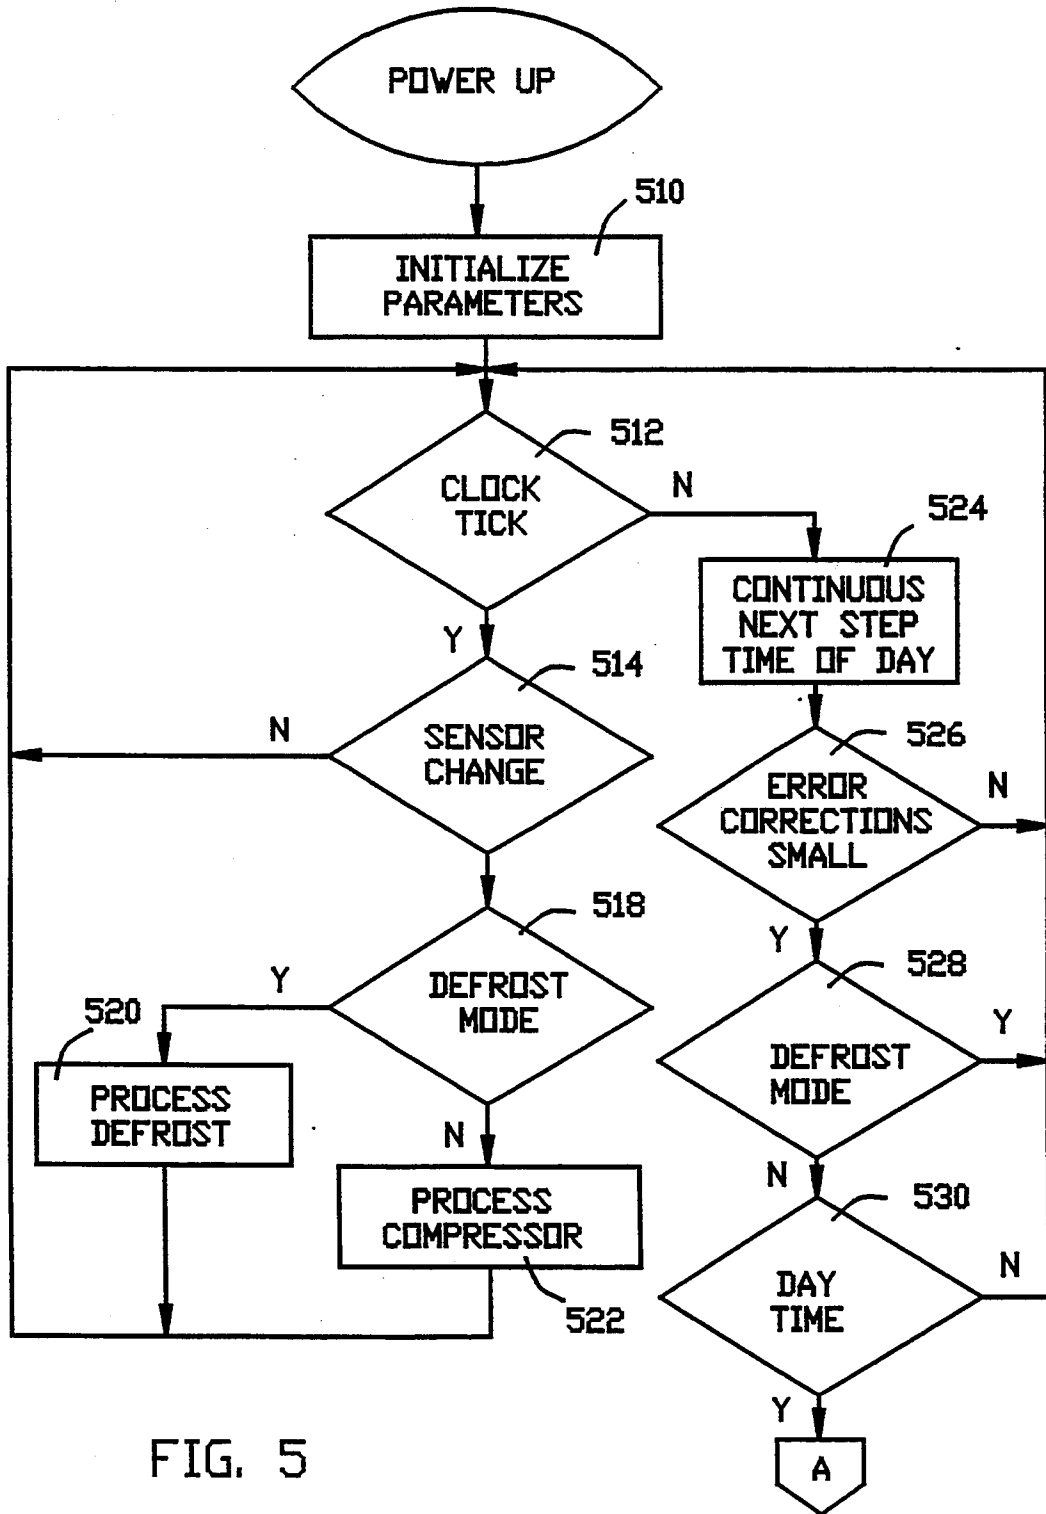 POWER UP
510
INITIALIZE
PARAMETERS
512
CLOCK
TICK
N
524
CONTINUOUS
NEXT STEP
TIME OF DAY
Y
514
SENSOR
CHANGE
N
526
ERROR
CORRECTIONS
SMALL
N
Y
518
DEFROST
MODE
Y
528
DEFROST
MODE
Y
520
PROCESS
DEFROST
N
N
PROCESS
COMPRESSOR
522
530
DAY
TIME
N
Y
A
FIG. 5